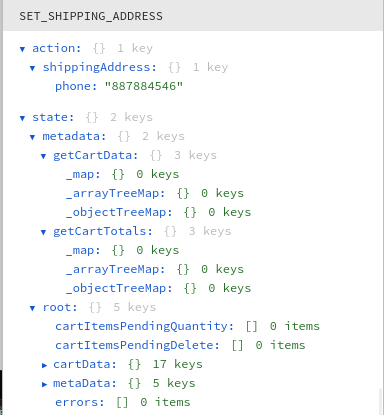 SET_SHIPPING_ADDRESS
▼ action: {} 1 key
▼ shippingAddress: {} 1 key
phone: "887884546"
▼ state: {} 2 keys
▼ metadata: {} 2 keys
▼ getCartData: {} 3 keys
_map: {} 0 keys
_arrayTreeMap: {} 0 keys
_objectTreeMap: {} 0 keys
▼ getCartTotals: {} 3 keys
_map: {} 0 keys
_arrayTreeMap: {} 0 keys
_objectTreeMap: {} 0 keys
▼ root: {} 5 keys
cartItemsPendingQuantity: [] 0 items
cartItemsPendingDelete: [] 0 items
▶ cartData: {} 17 keys
▶ metaData: {} 5 keys
errors: [] 0 items